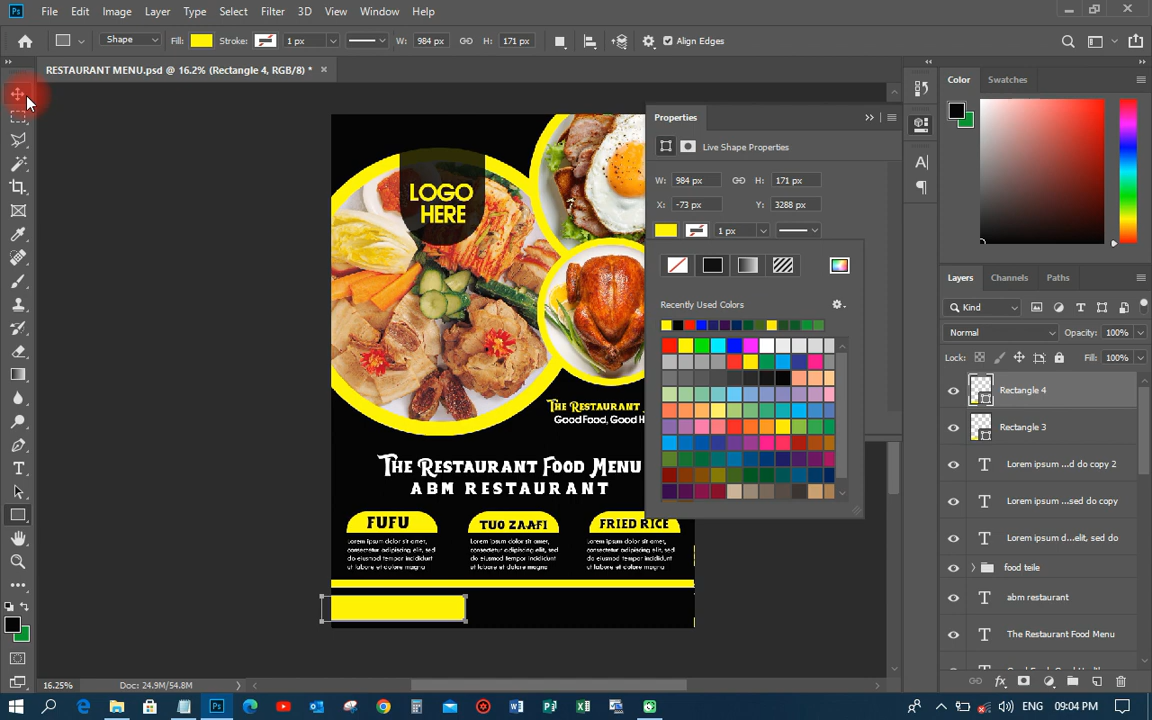 File Edit Image Layer Type Select Filter 3D View Window Help
Shape Fill: Stroke: 1 px W: 984 px H: 171 px Align Edges
RESTAURANT MENU.psd @ 16.2% (Rectangle 4, RGB/8) *
Color Swatches
Properties
Live Shape Properties
W: 984 px H: 171 px
X: -73 px Y: 3288 px
1 px
Recently Used Colors
LOGO
HERE
The Restaurant
Good Food, Good H
The Restaurant Food Menu
ABM RESTAURANT
FUFU TUO ZAAFI FRIED RICE
Lorem ipsum dolor sit amer,
consectetur adipiscing elit, sed
do eiusmod tempor incididunt
ut labore et dolore magna
Lorem ipsum dolor sit amer,
consectetur adipiscing elit, sed
do eiusmod tempor incididunt
ut labore et dolore magna
Lorem ipsum dolor sit amer,
consectetur adipiscing elit, sed
do eiusmod tempor incididunt
ut labore et dolore magna
Layers Channels Paths
Kind
Normal Opacity: 100%
Lock: Fill: 100%
Rectangle 4
Rectangle 3
Lorem ipsum ...d do copy 2
Lorem ipsum ...sed do copy
Lorem ipsum d...elit, sed do
food teile
abm restaurant
The Restaurant Food Menu
16.25% Doc: 24.9M/54.8M
ENG 09:04 PM